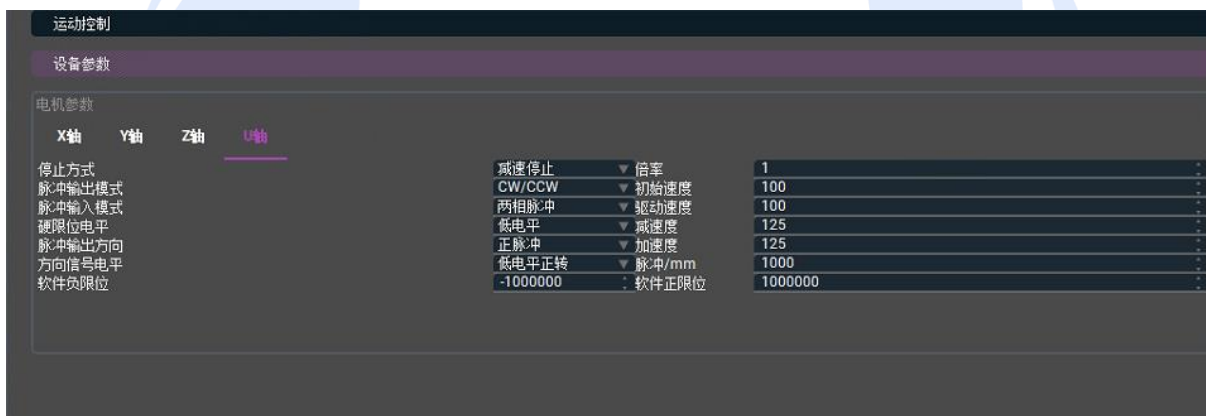 运动控制
设备参数
电机参数
X轴 Y轴 Z轴 U轴
停止方式 减速停止 倍率 1
脉冲输出模式 CW/CCW 初始速度 100
脉冲输入模式 两相脉冲 驱动速度 100
硬限位电平 低电平 减速度 125
脉冲输出方向 正脉冲 加速度 125
方向信号电平 低电平正转 脉冲/mm 1000
软件负限位 -1000000 软件正限位 1000000